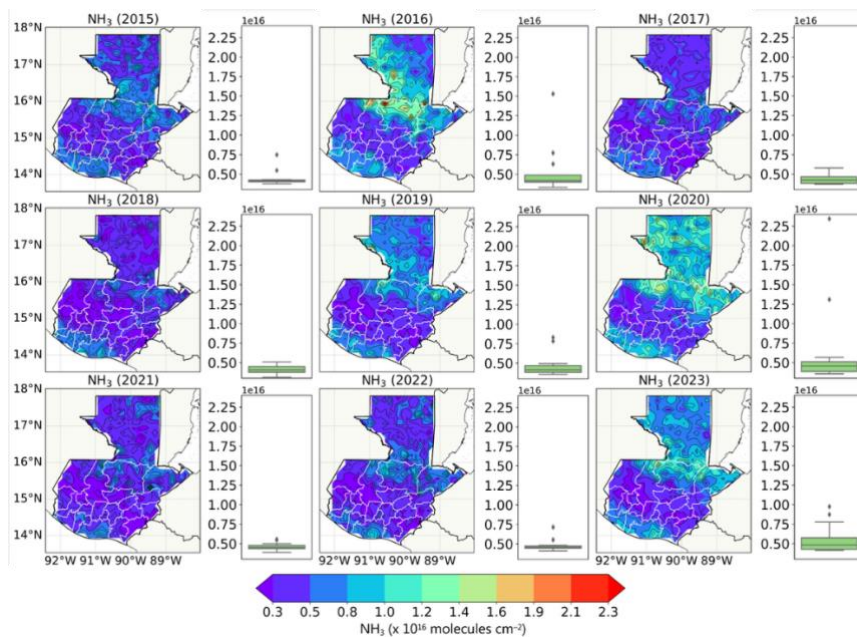 NH₃ (2015) 1e16 NH₃ (2016) 1e16 NH₃ (2017) 1e16
18°N 2.25 2.25 2.25
17°N 2.00 2.00 2.00
1.75 1.75 1.75
16°N 1.50 1.50 1.50
1.25 1.25 1.25
15°N 1.00 1.00 1.00
0.75 0.75 0.75
14°N 0.50 0.50 0.50
NH₃ (2018) 1e16 NH₃ (2019) 1e16 NH₃ (2020) 1e16
18°N 2.25 2.25 2.25
17°N 2.00 2.00 2.00
1.75 1.75 1.75
16°N 1.50 1.50 1.50
1.25 1.25 1.25
15°N 1.00 1.00 1.00
0.75 0.75 0.75
14°N 0.50 0.50 0.50
NH₃ (2021) 1e16 NH₃ (2022) 1e16 NH₃ (2023) 1e16
18°N 2.25 2.25 2.25
17°N 2.00 2.00 2.00
1.75 1.75 1.75
16°N 1.50 1.50 1.50
1.25 1.25 1.25
15°N 1.00 1.00 1.00
0.75 0.75 0.75
14°N 0.50 0.50 0.50
92°W 91°W 90°W 89°W 92°W 91°W 90°W 89°W 92°W 91°W 90°W 89°W
0.3 0.5 0.8 1.0 1.2 1.4 1.6 1.9 2.1 2.3
NH₃ (x 10¹⁶ molecules cm⁻²)